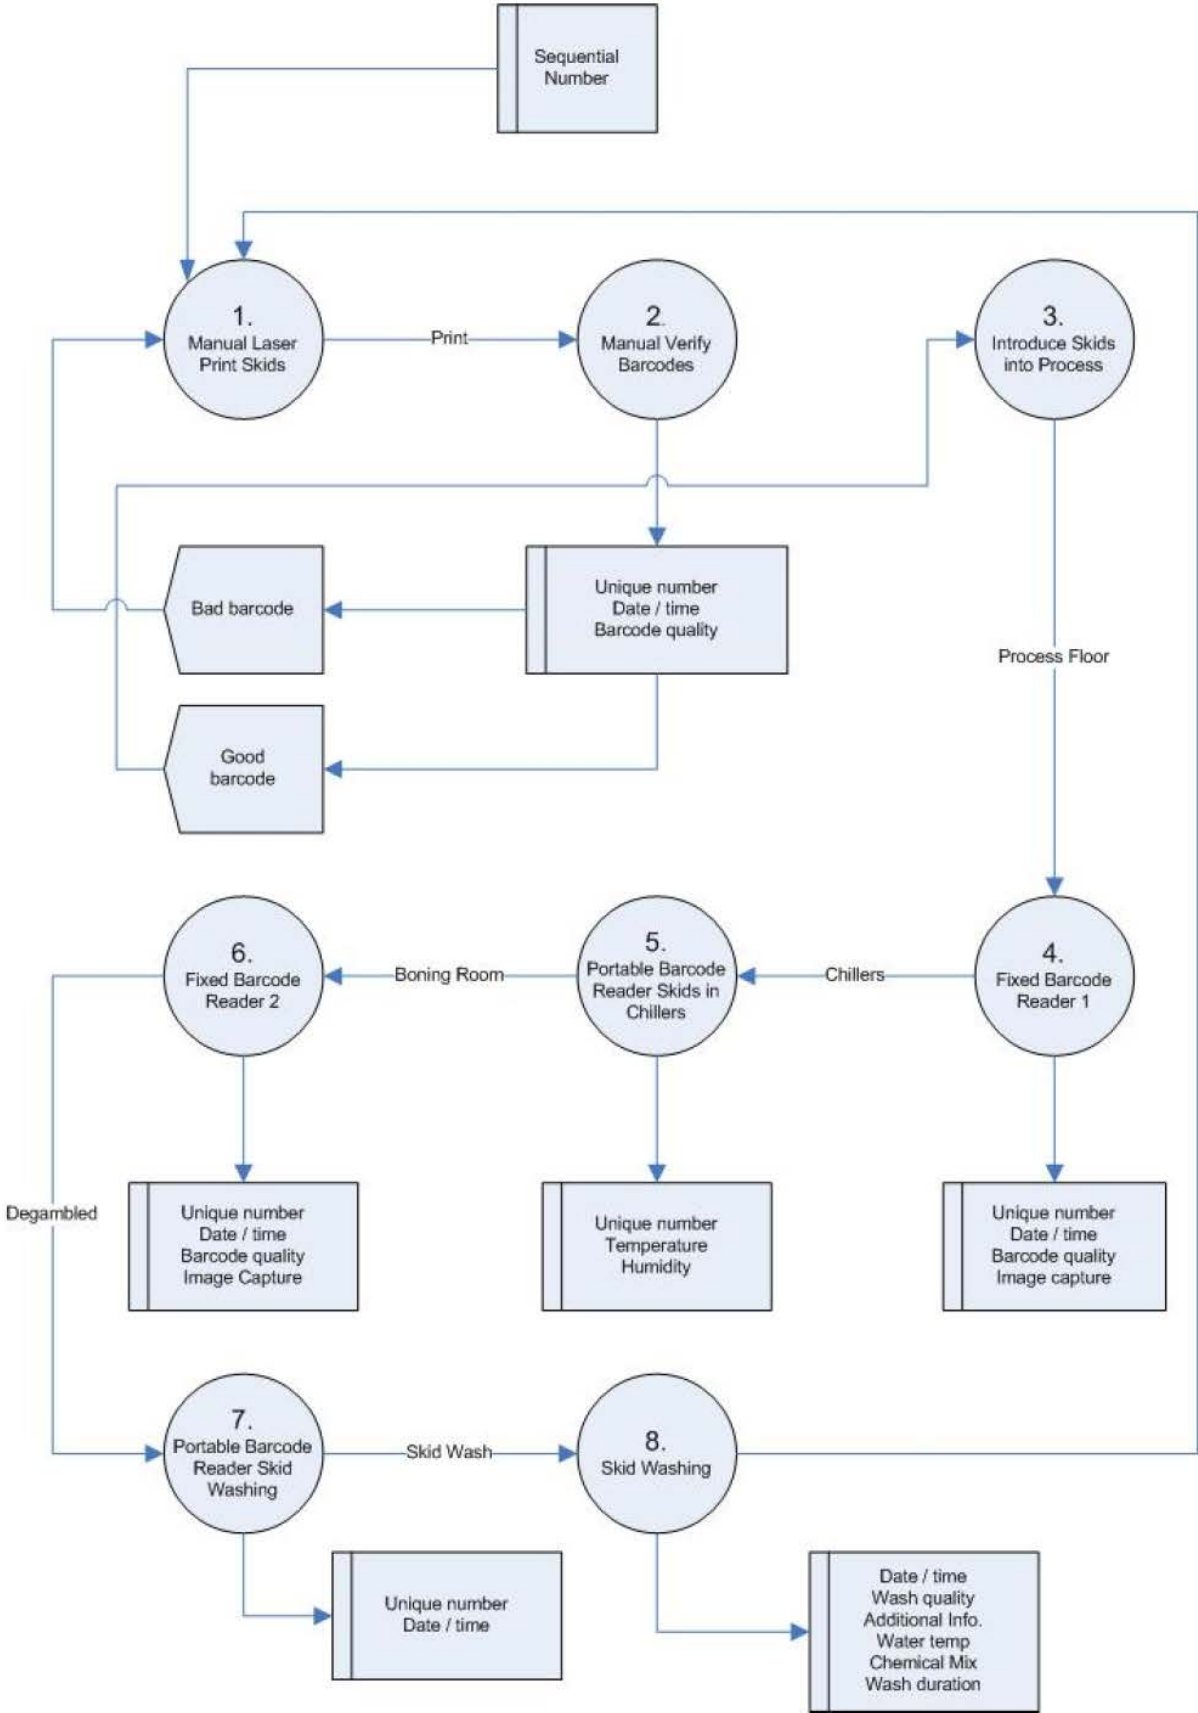 Sequential
Number
1.
Manual Laser
Print Skids
Print
2.
Manual Verify
Barcodes
3.
Introduce Skids
into Process
Bad barcode
Unique number
Date / time
Barcode quality
Process Floor
Good
barcode
6.
Fixed Barcode
Reader 2
Boning Room
5.
Portable Barcode
Reader Skids in
Chillers
Chillers
4.
Fixed Barcode
Reader 1
Degambled
Unique number
Date / time
Barcode quality
Image Capture
Unique number
Temperature
Humidity
Unique number
Date / time
Barcode quality
Image capture
7.
Portable Barcode
Reader Skid
Washing
Skid Wash
8.
Skid Washing
Unique number
Date / time
Date / time
Wash quality
Additional Info.
Water temp
Chemical Mix
Wash duration